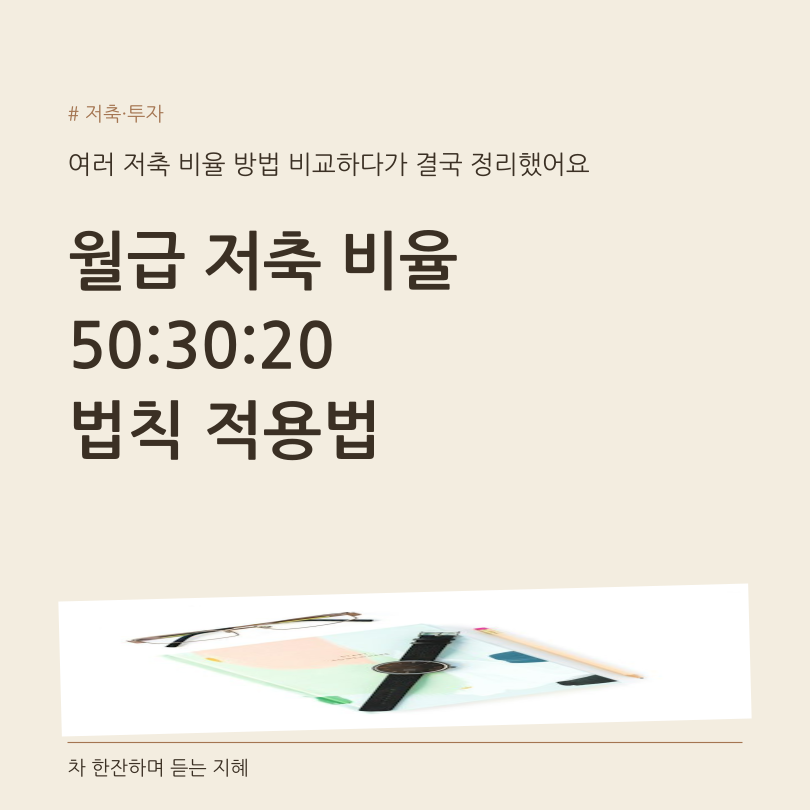 # 저축·투자
여러 저축 비율 방법 비교하다가 결국 정리했어요
월급 저축 비율
50:30:20
법칙 적용법
차 한잔하며 듣는 지혜